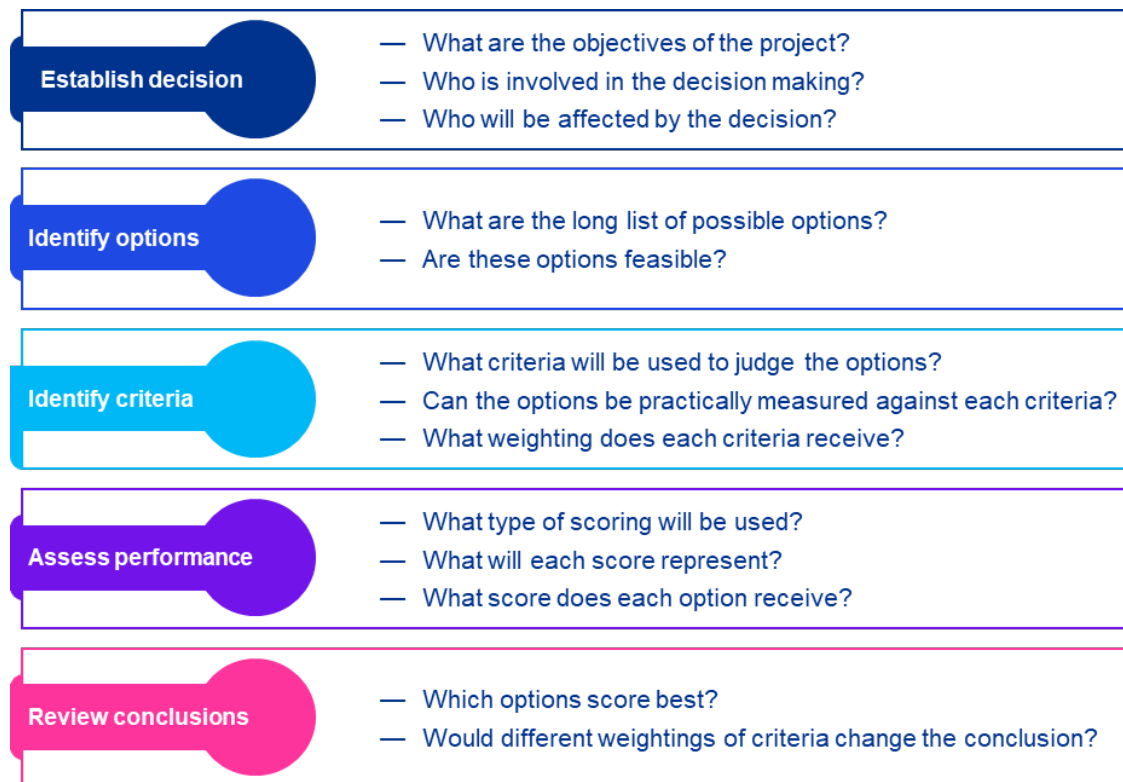 Establish decision
— What are the objectives of the project?
— Who is involved in the decision making?
— Who will be affected by the decision?
Identify options
— What are the long list of possible options?
— Are these options feasible?
Identify criteria
— What criteria will be used to judge the options?
— Can the options be practically measured against each criteria?
— What weighting does each criteria receive?
Assess performance
— What type of scoring will be used?
— What will each score represent?
— What score does each option receive?
Review conclusions
— Which options score best?
— Would different weightings of criteria change the conclusion?